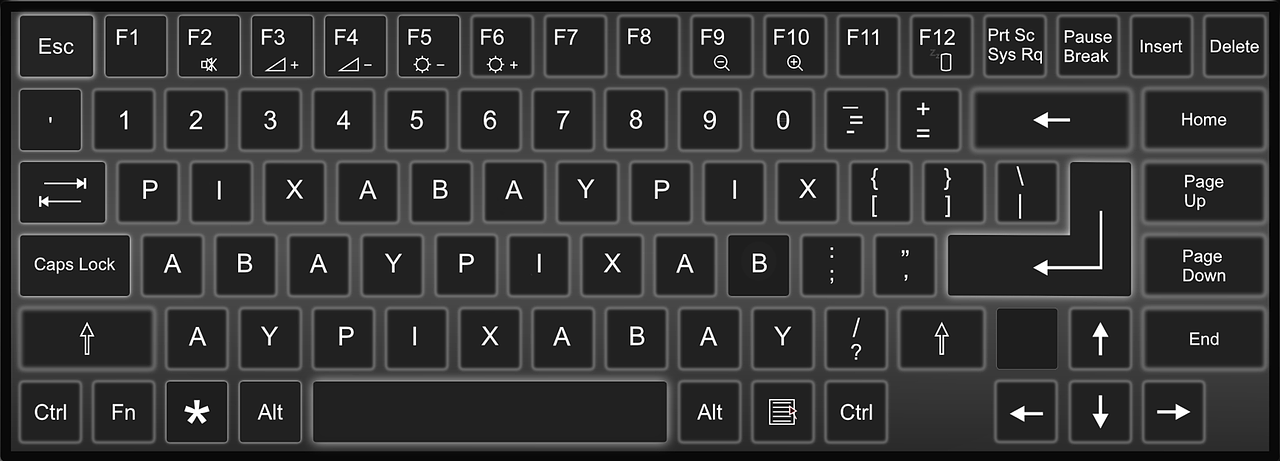 Esc F1 F2 F3 + F4 - F5 - F6 + F7 F8 F9 F10 F11 F12 Prt Sc Sys Rq Pause Break Insert Delete
' 1 2 3 4 5 6 7 8 9 0 _ = - + = Home
P I X A B A Y P I X { [ } ] \ | Page Up
Caps Lock A B A Y P I X A B : ; ” , Page Down
A Y P I X A B A Y / ? End
Ctrl Fn * Alt Alt Ctrl